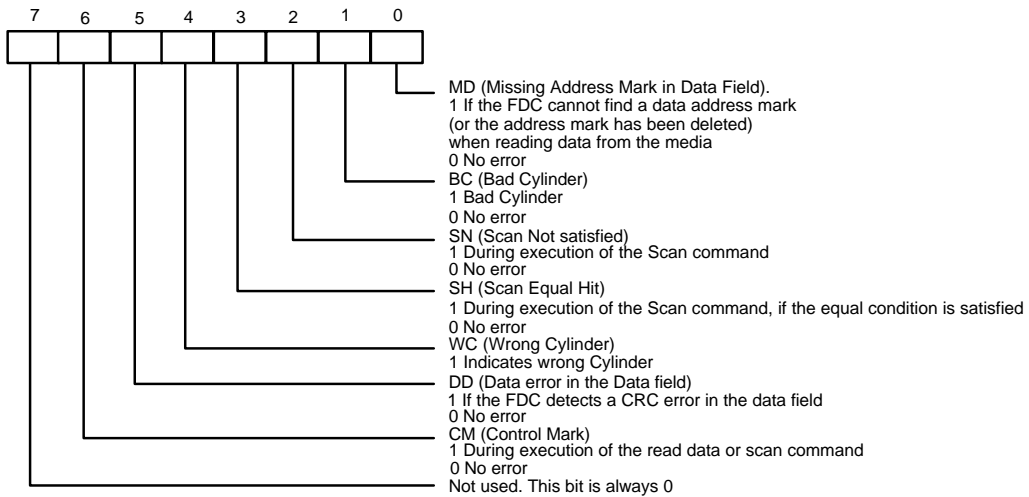 7 6 5 4 3 2 1 0
MD (Missing Address Mark in Data Field).
1 If the FDC cannot find a data address mark
(or the address mark has been deleted)
when reading data from the media
0 No error
BC (Bad Cylinder)
1 Bad Cylinder
0 No error
SN (Scan Not satisfied)
1 During execution of the Scan command
0 No error
SH (Scan Equal Hit)
1 During execution of the Scan command, if the equal condition is satisfied
0 No error
WC (Wrong Cylinder)
1 Indicates wrong Cylinder
DD (Data error in the Data field)
1 If the FDC detects a CRC error in the data field
0 No error
CM (Control Mark)
1 During execution of the read data or scan command
0 No error
Not used. This bit is always 0